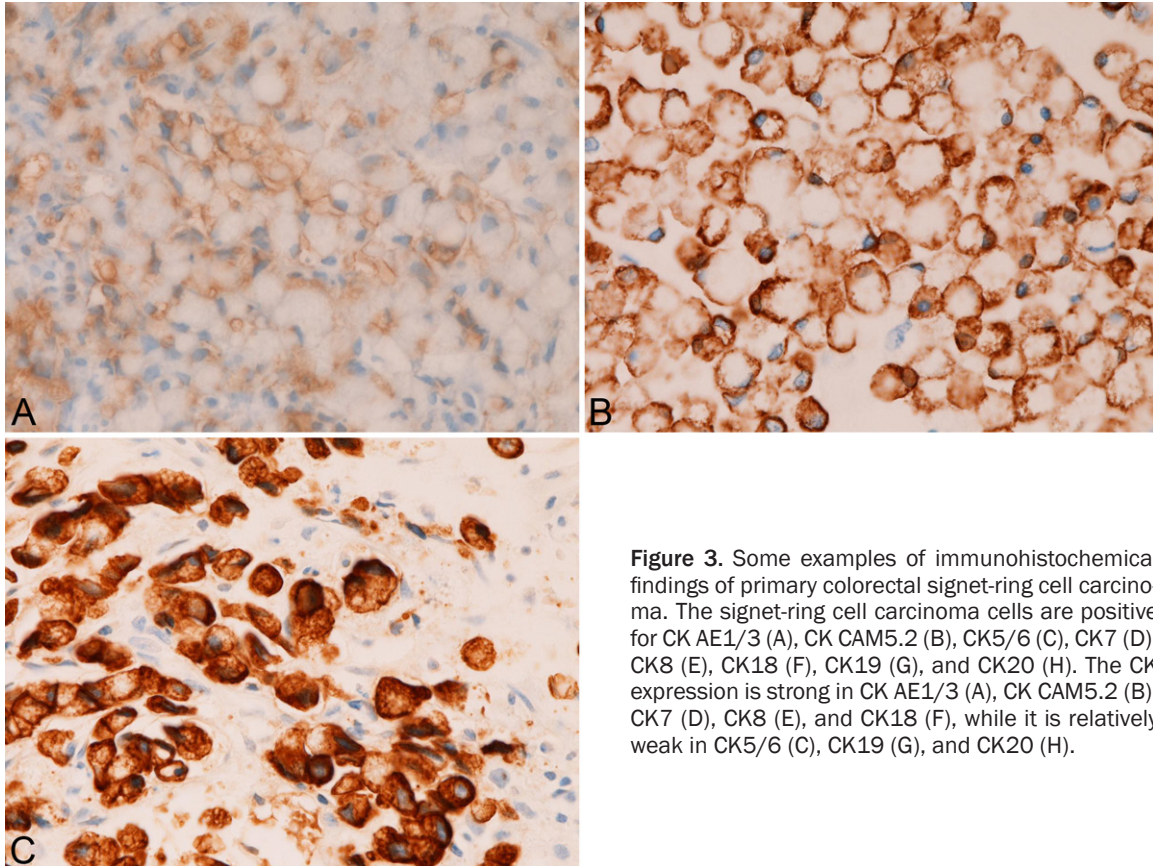 A
B
C
Figure 3. Some examples of immunohistochemica
findings of primary colorectal signet-ring cell carcino-
ma. The signet-ring cell carcinoma cells are positive
for CK AE1/3 (A), CK CAM5.2 (B), CK5/6 (C), CK7 (D)
CK8 (E), CK18 (F), CK19 (G), and CK20 (H). The CK
expression is strong in CK AE1/3 (A), CK CAM5.2 (B)
CK7 (D), CK8 (E), and CK18 (F), while it is relatively
weak in CK5/6 (C), CK19 (G), and CK20 (H).